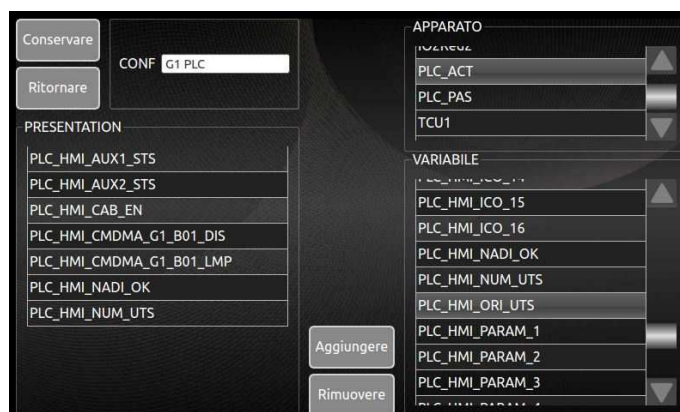 Conservare
Ritornare
CONF G1 PLC
PRESENTATION
PLC_HMI_AUX1_STS
PLC_HMI_AUX2_STS
PLC_HMI_CAB_EN
PLC_HMI_CMDMA_G1_B01_DIS
PLC_HMI_CMDMA_G1_B01_LMP
PLC_HMI_NADI_OK
PLC_HMI_NUM_UTS
Aggiungere
Rimuovere
APPARATO
PLC_ACT
PLC_PAS
TCU1
VARIABILE
PLC_HMI_ICO_15
PLC_HMI_ICO_16
PLC_HMI_NADI_OK
PLC_HMI_NUM_UTS
PLC_HMI_ORI_UTS
PLC_HMI_PARAM_1
PLC_HMI_PARAM_2
PLC_HMI_PARAM_3